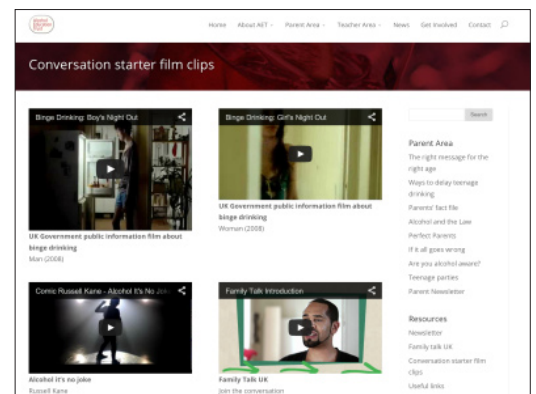 Alcohol
Education
Trust
Home About AET Parent Area Teacher Area News Get Involved Contact
Conversation starter film clips
Binge Drinking: Boy's Night Out
UK Government public information film about
binge drinking
Man (2008)
Binge Drinking: Girl's Night Out
UK Government public information film about
binge drinking
Woman (2008)
Comic Russell Kane - Alcohol It's No Joke
Alcohol it's no joke
Russell Kane
Family Talk Introduction
Family Talk UK
Join the conversation
Search
Parent Area
The right message for the
right age
Ways to delay teenage
drinking
Parents' fact file
Alcohol and the Law
Perfect Parents
If it all goes wrong
Are you alcohol aware?
Teenage parties
Parent Newsletter
Resources
Newsletter
Family talk UK
Conversation starter film
clips
Useful links